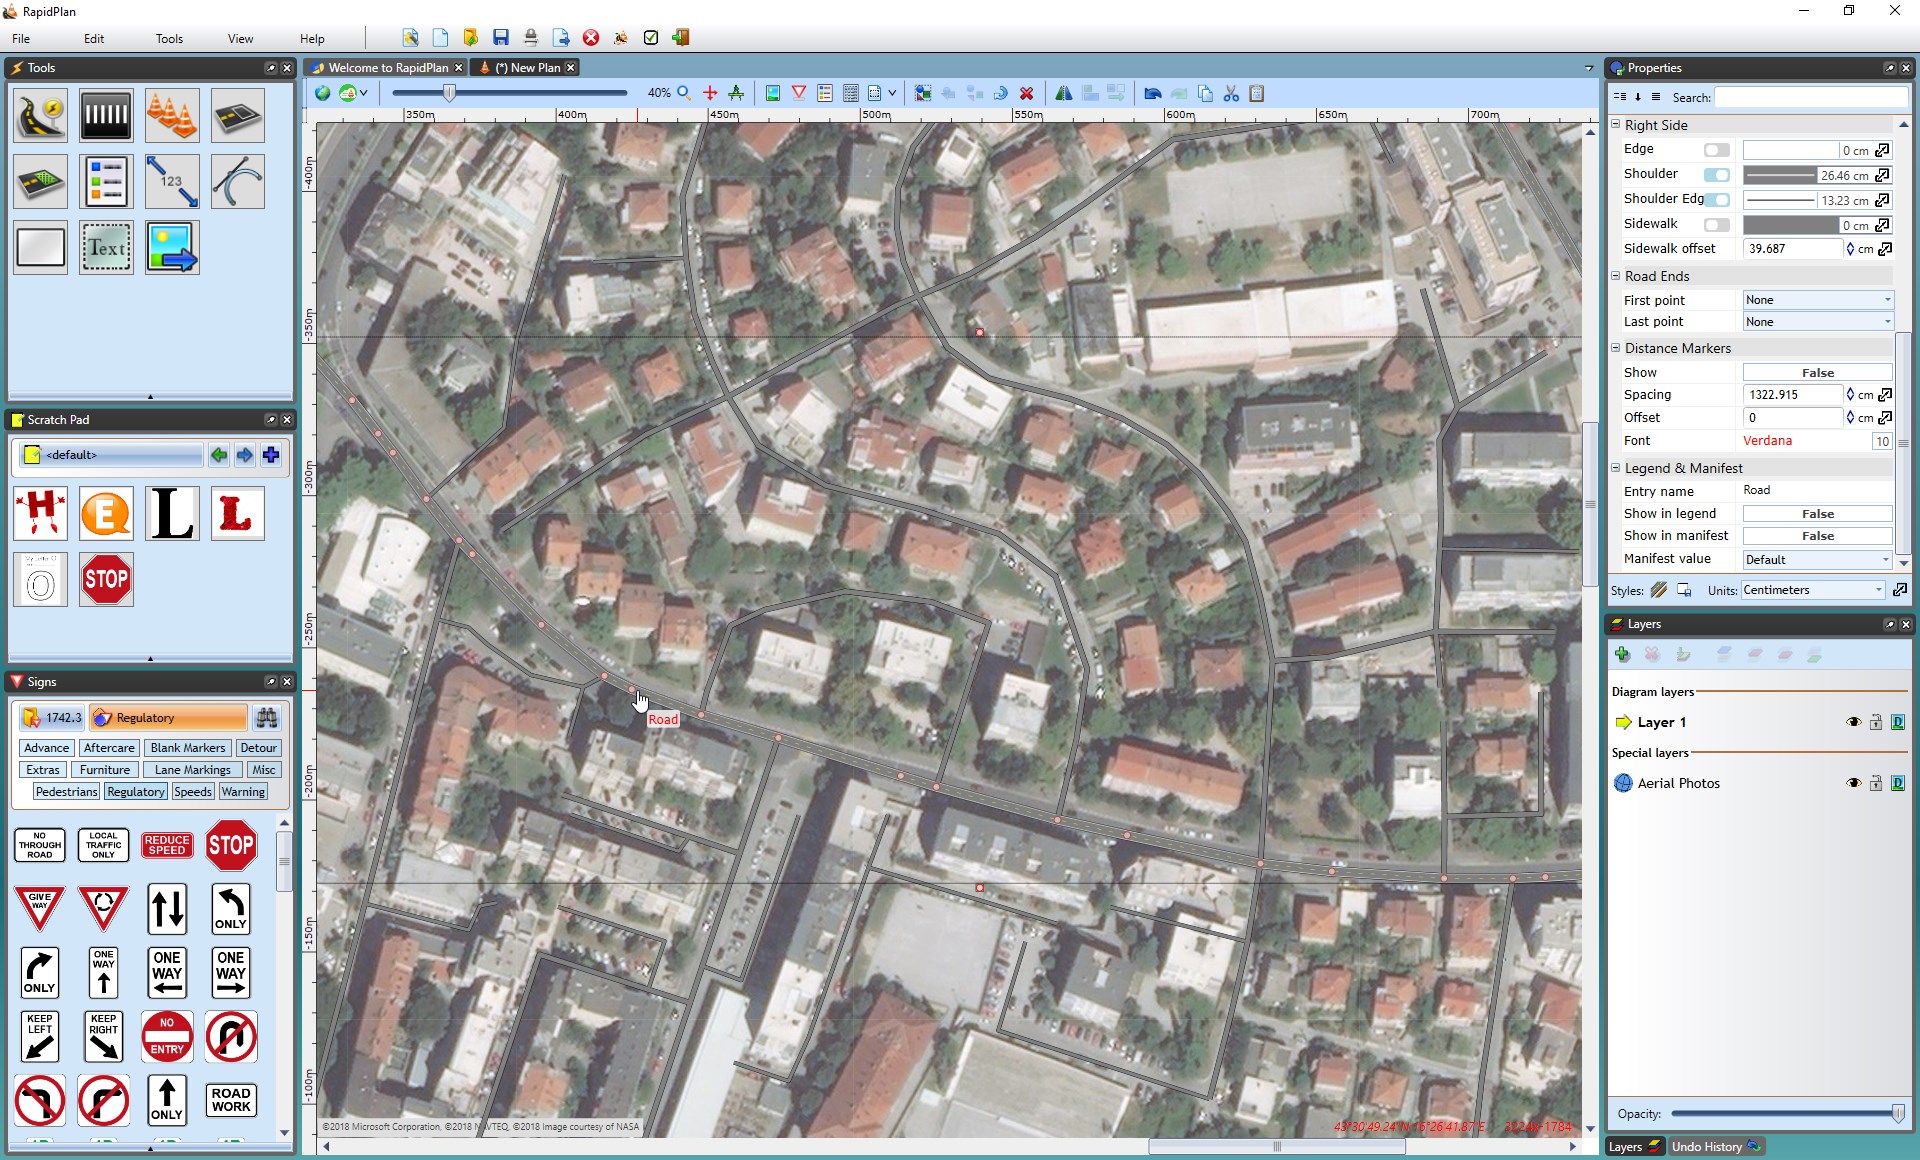 RapidPlan
File Edit Tools View Help
Tools
Welcome to RapidPlan
(*) New Plan
Properties
40%
Search:
350m 400m 450m 500m 550m 600m 650m 700m
-400m
-350m
-300m
-250m
-200m
-150m
-100m
123
Text
Scratch Pad
<default>
H E L L
My Letter O
STOP
Signs
1742.3 Regulatory
Advance Aftercare Blank Markers Detour
Extras Furniture Lane Markings Misc
Pedestrians Regulatory Speeds Warning
NO THROUGH ROAD
LOCAL TRAFFIC ONLY
REDUCE SPEED
STOP
GIVE WAY
ONLY
ONLY
ONE WAY
ONE WAY
ONE WAY
KEEP LEFT
KEEP RIGHT
NO ENTRY
ONLY
ROAD WORK
Road
©2018 Microsoft Corporation, ©2018 NAVTEQ, ©2018 Image courtesy of NASA
Right Side
Edge 0 cm
Shoulder 26.46 cm
Shoulder Edg 13.23 cm
Sidewalk 0 cm
Sidewalk offset 39.687 cm
Road Ends
First point None
Last point None
Distance Markers
Show False
Spacing 1322.915 cm
Offset 0 cm
Font Verdana 10
Legend & Manifest
Entry name Road
Show in legend False
Show in manifest False
Manifest value Default
Styles: Units: Centimeters
Layers
Diagram layers
Layer 1 D
Special layers
Aerial Photos D
Opacity:
Layers Undo History